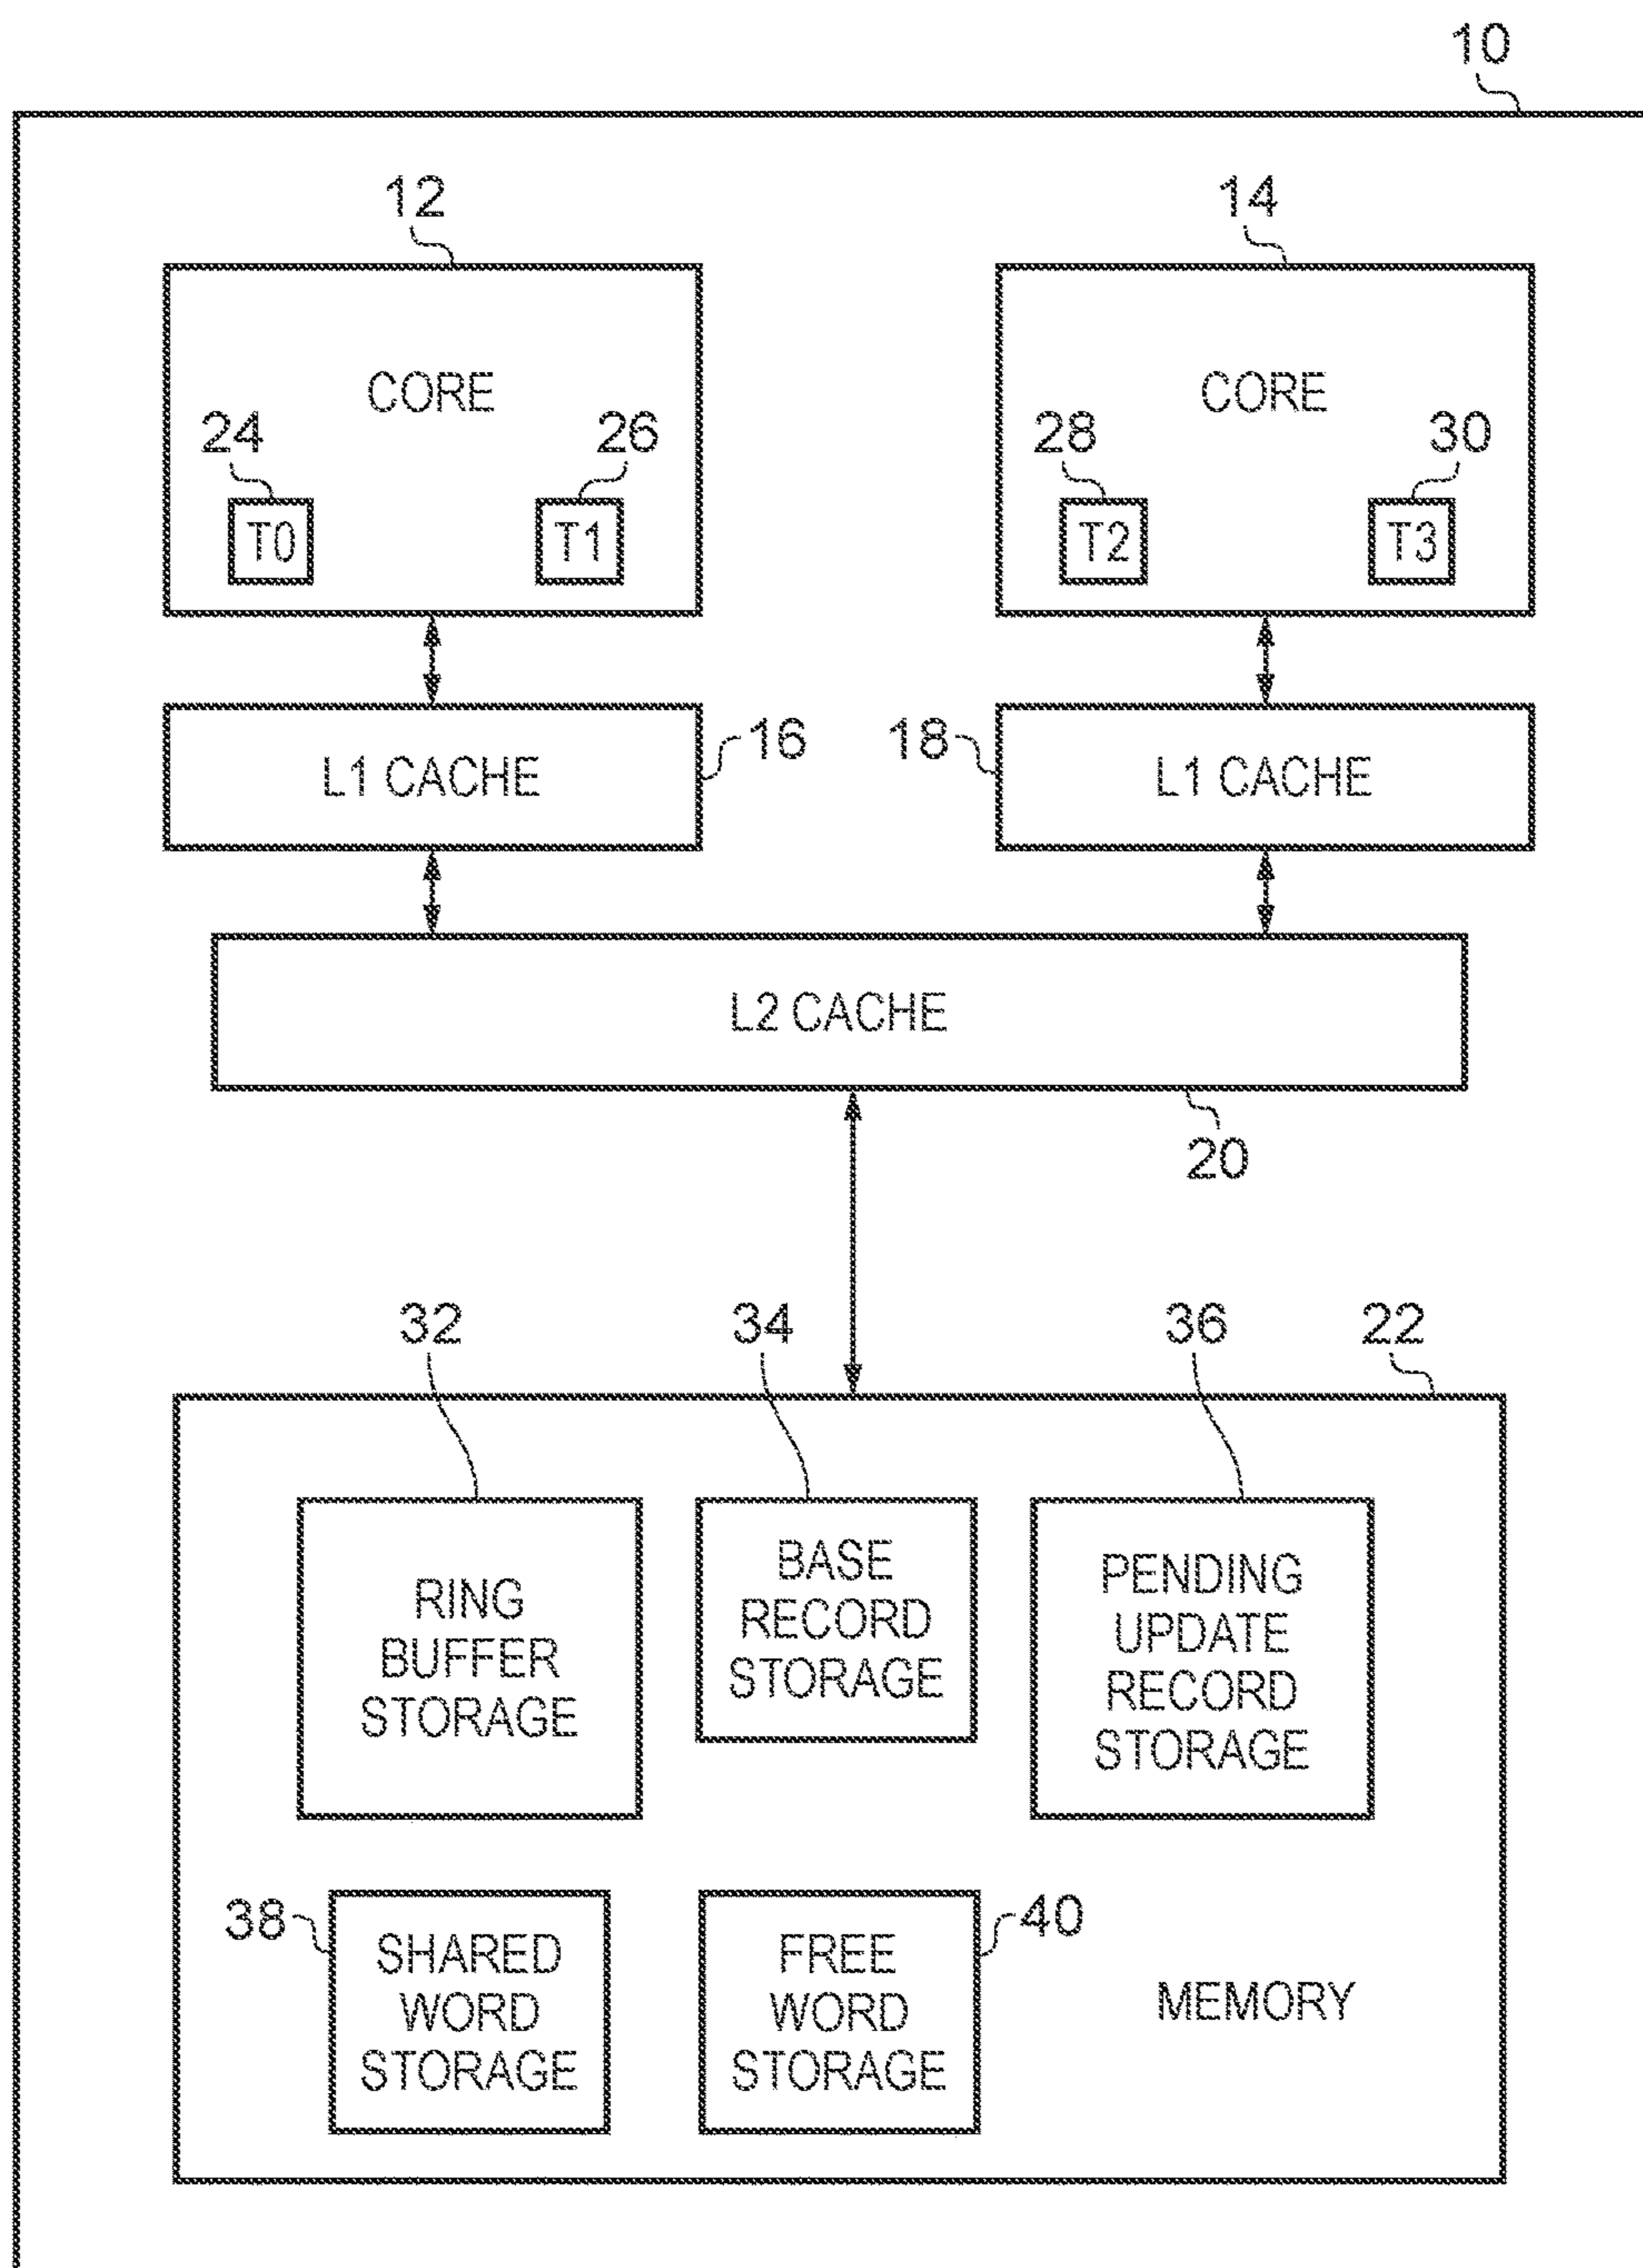 10
12
14
CORE
CORE
24
26
28
30
T0
T1
T2
T3
16
18
L1 CACHE
L1 CACHE
L2 CACHE
20
32
34
36
22
RING
BUFFER
STORAGE
BASE
RECORD
STORAGE
PENDING
UPDATE
RECORD
STORAGE
38
SHARED
WORD
STORAGE
FREE
WORD
STORAGE
40
MEMORY